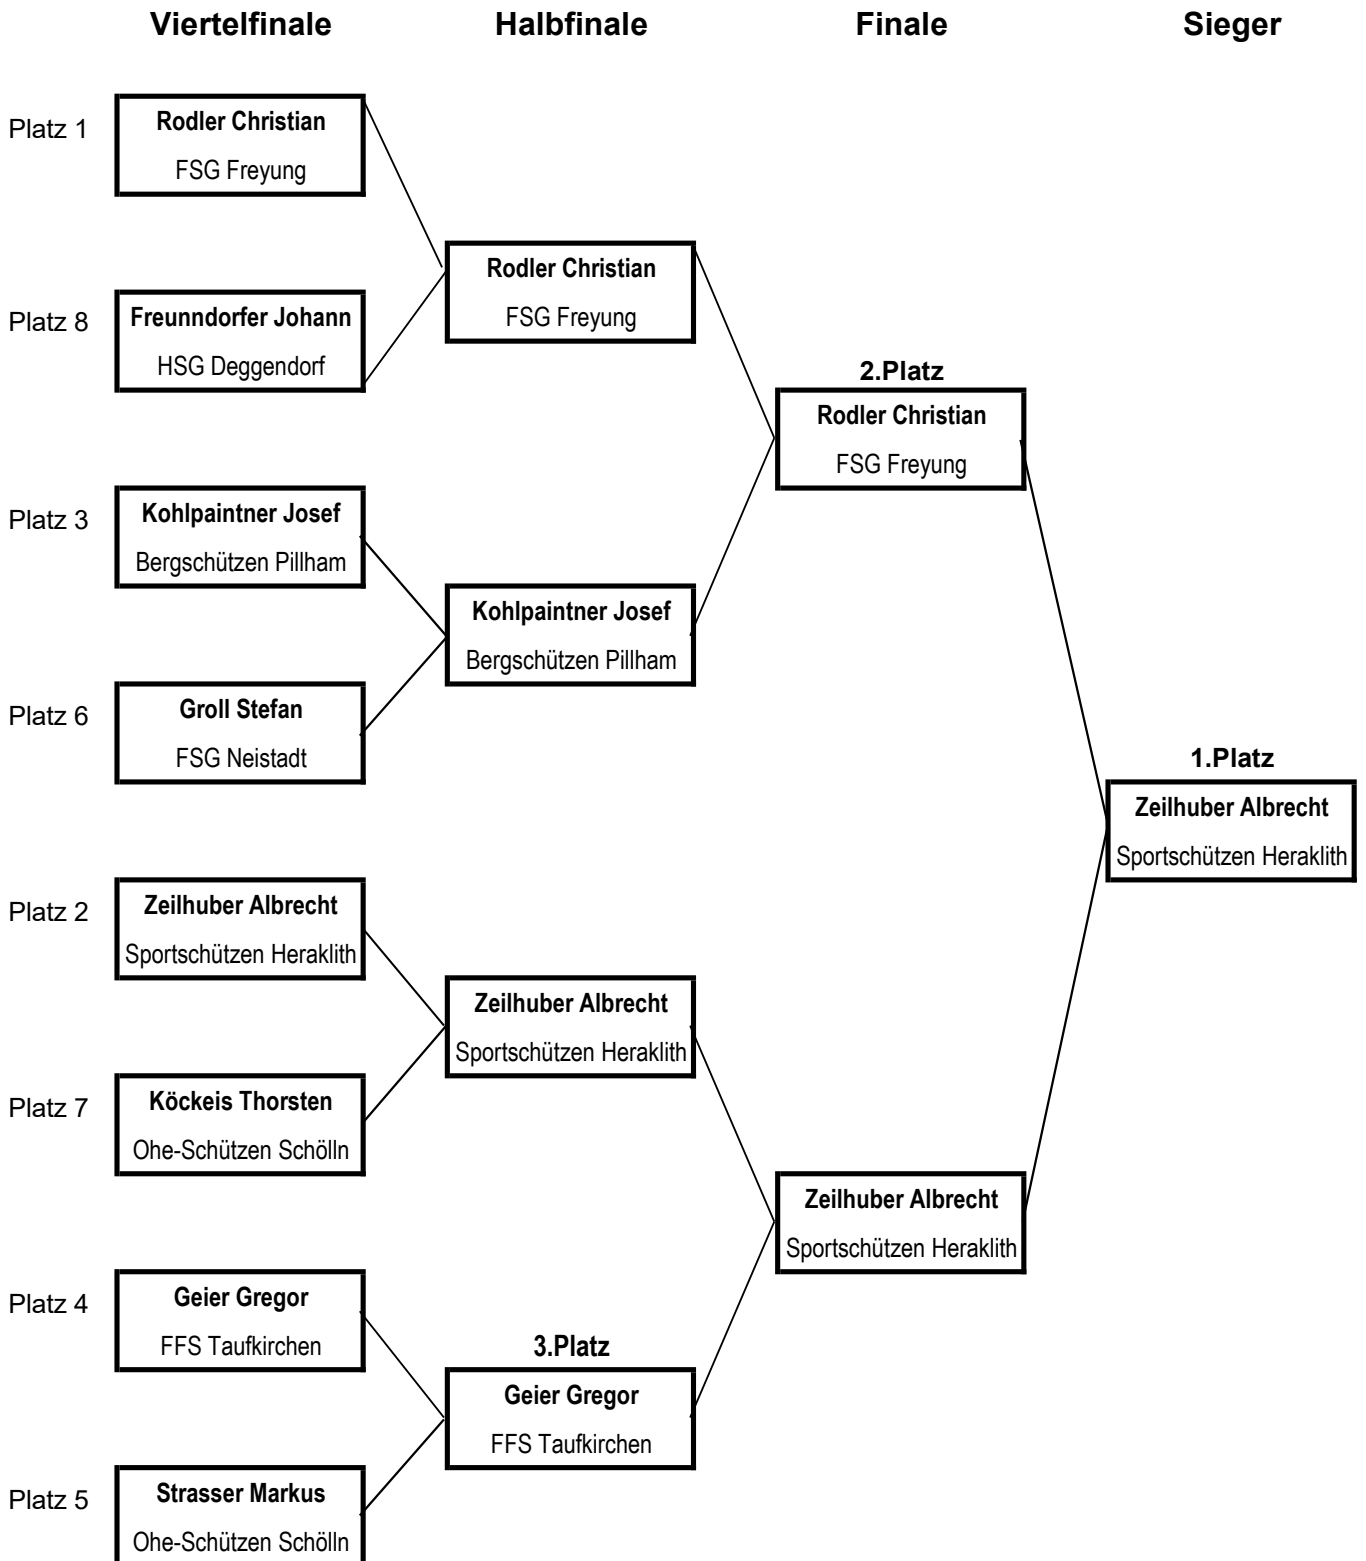 Viertelfinale Halbfinale Finale Sieger
Platz 1
Rodler Christian
FSG Freyung
Rodler Christian
FSG Freyung
Platz 8
Freunndorfer Johann
HSG Deggendorf
2.Platz
Rodler Christian
FSG Freyung
Platz 3
Kohlpaintner Josef
Bergschützen Pillham
Kohlpaintner Josef
Bergschützen Pillham
Platz 6
Groll Stefan
FSG Neistadt
1.Platz
Zeilhuber Albrecht
Sportschützen Heraklith
Platz 2
Zeilhuber Albrecht
Sportschützen Heraklith
Zeilhuber Albrecht
Sportschützen Heraklith
Platz 7
Köckeis Thorsten
Ohe-Schützen Schölln
Zeilhuber Albrecht
Sportschützen Heraklith
Platz 4
Geier Gregor
FFS Taufkirchen
3.Platz
Geier Gregor
FFS Taufkirchen
Platz 5
Strasser Markus
Ohe-Schützen Schölln